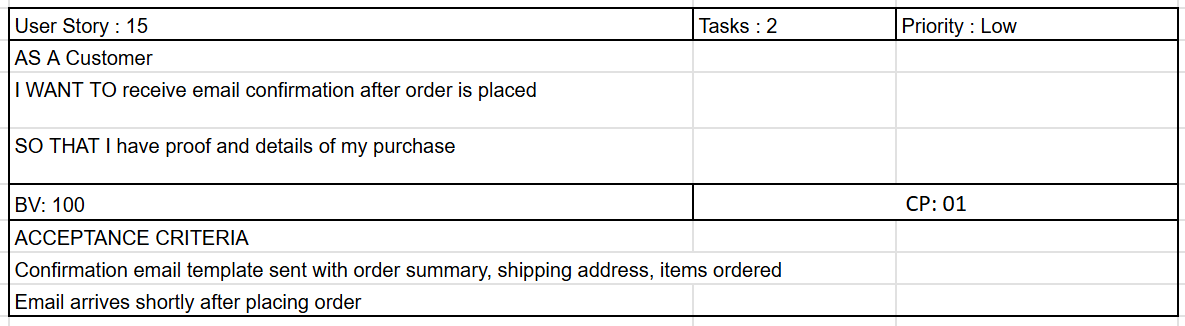 User Story : 15 Tasks : 2 Priority : Low
AS A Customer
I WANT TO receive email confirmation after order is placed
SO THAT I have proof and details of my purchase
BV: 100 CP: 01
ACCEPTANCE CRITERIA
Confirmation email template sent with order summary, shipping address, items ordered
Email arrives shortly after placing order